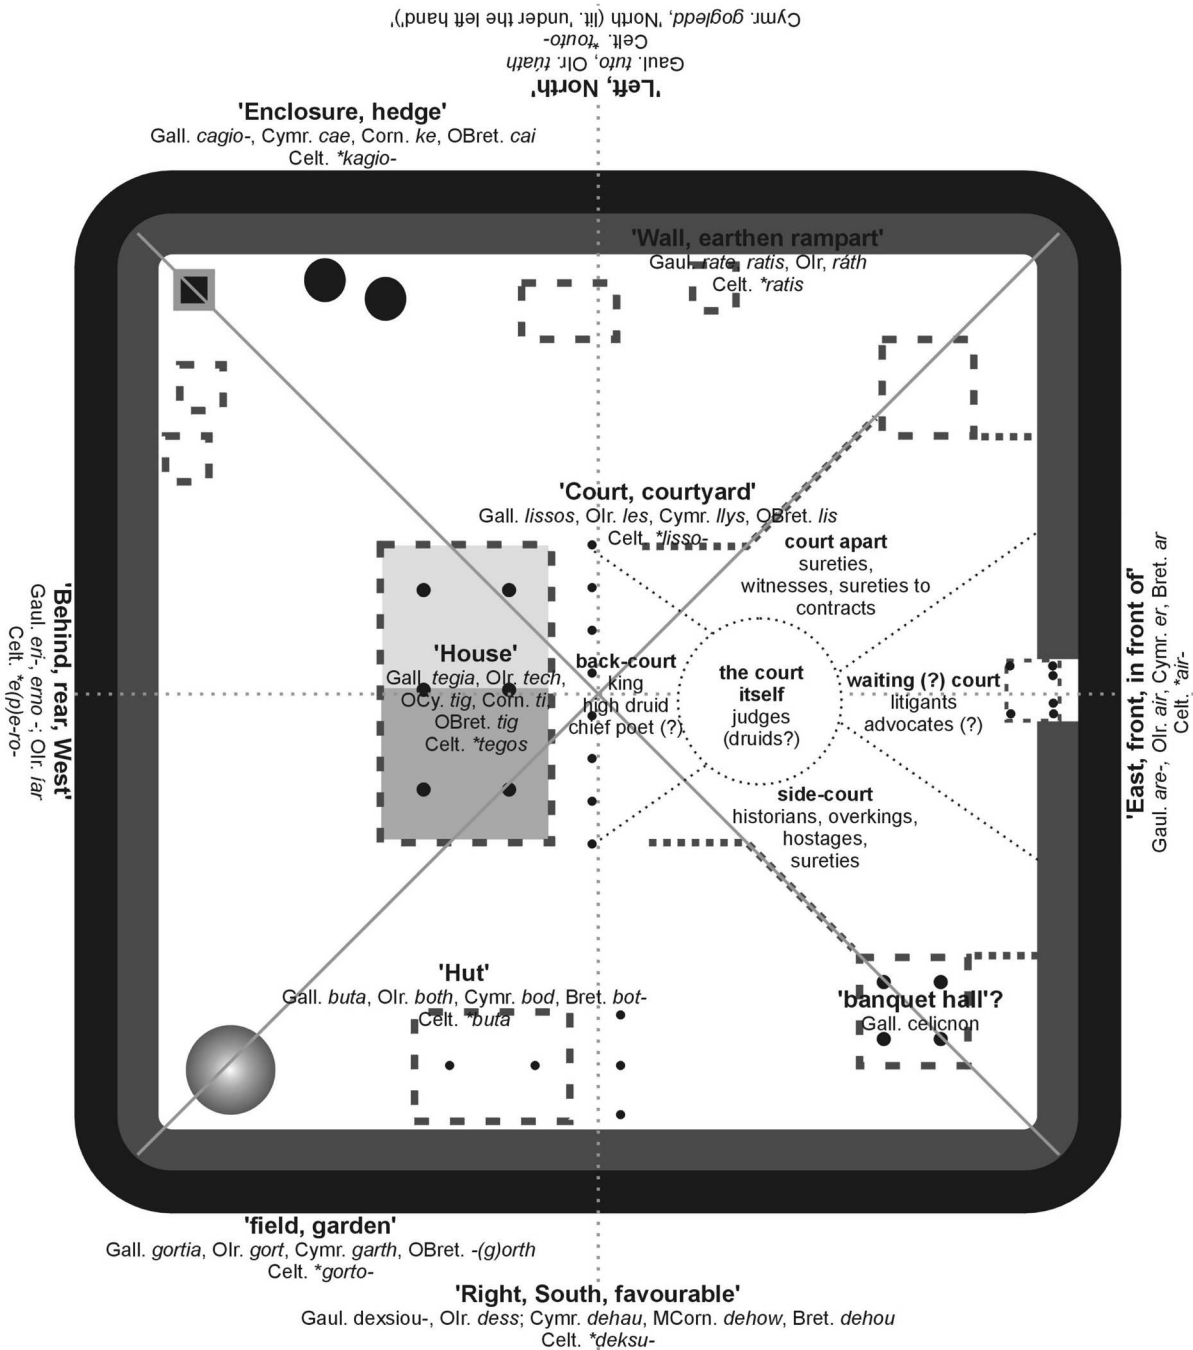 'Left, North'
Gaul. tuto, OIr. túath
Celt. *touto-
Cymr. gogledd, 'North (lit. 'under the left hand')
'Enclosure, hedge'
Gall. cagio-, Cymr. cae, Corn. ke, OBret. cai
Celt. *kagio-
'Wall, earthen rampart'
Gaul. rate, ratis, OIr, ráth
Celt. *ratis
'Court, courtyard'
Gall. lissos, OIr. les, Cymr. llys, OBret. lis
Celt. *lisso-
court apart
sureties,
witnesses, sureties to
contracts
'Behind, rear, West'
Gaul. eri-, erno -; OIr. íar
Celt. *e(p)e-ro-
'House'
Gall. tegia, OIr. tech,
OCy. tig, Corn. ti,
OBret. tig
Celt. *tegos
back-court
king
high druid
chief poet (?)
the court
itself
judges
(druids?)
waiting (?) court
litigants
advocates (?)
'East, front, in front of'
Gaul. are-, OIr. air, Cymr. er, Bret. ar
Celt. *air-
side-court
historians, overkings,
hostages,
sureties
'Hut'
Gall. buta, OIr. both, Cymr. bod, Bret. bot-
Celt. *buta
'banquet hall'?
Gall. celicnon
'field, garden'
Gall. gortia, OIr. gort, Cymr. garth, OBret. -(g)orth
Celt. *gorto-
'Right, South, favourable'
Gaul. dexsiou-, OIr. dess; Cymr. dehau, MCorn. dehow, Bret. dehou
Celt. *deksu-